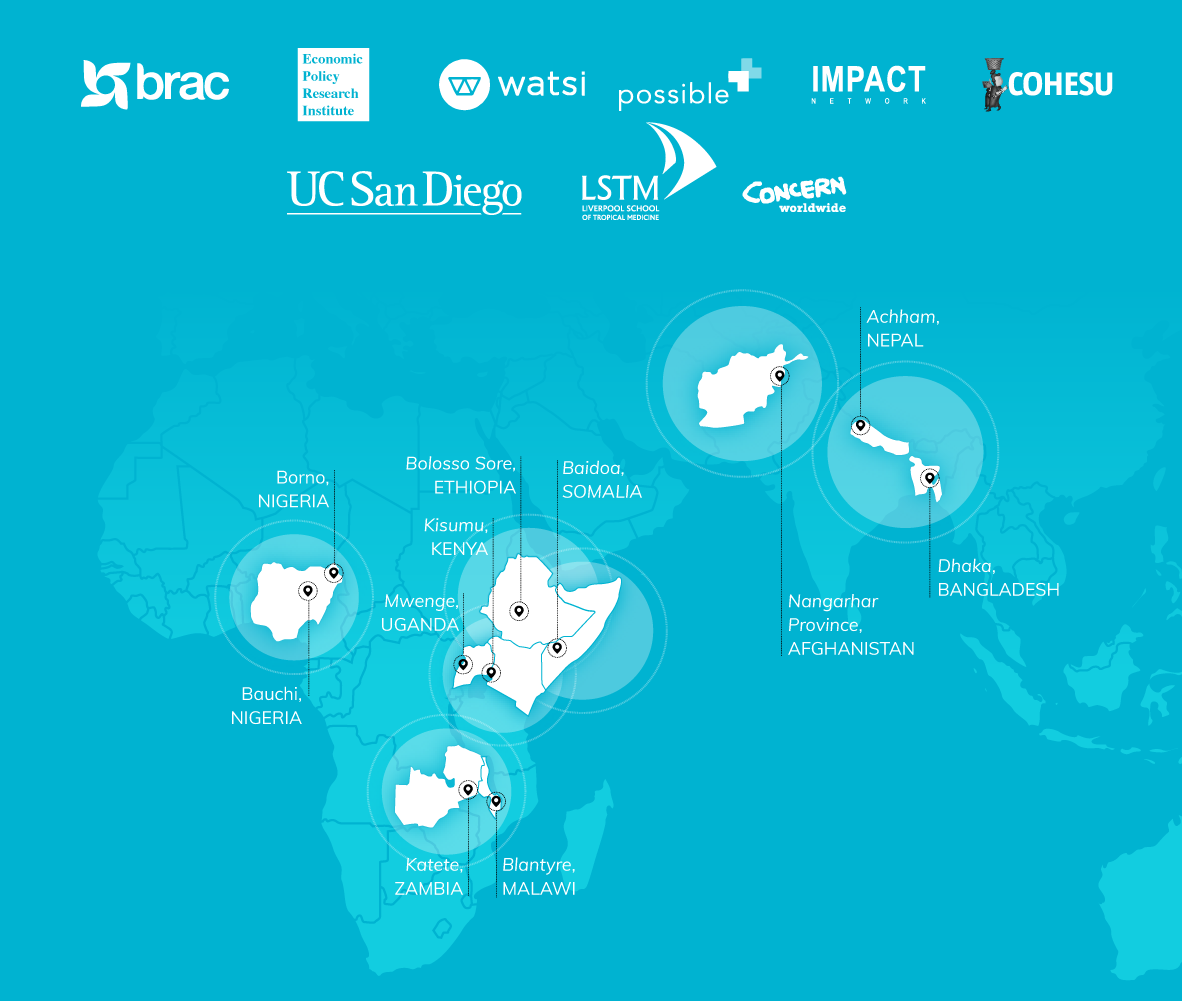 brac
Economic
Policy
Research
Institute
watsi
possible
IMPACT
NETWORK
COHESU
UC San Diego
LSTM
LIVERPOOL SCHOOL
OF TROPICAL MEDICINE
CONCERN
worldwide
Achham,
NEPAL
Bolosso Sore,
ETHIOPIA
Baidoa,
SOMALIA
Borno,
NIGERIA
Kisumu,
KENYA
Dhaka,
BANGLADESH
Mwenge,
UGANDA
Nangarhar
Province,
AFGHANISTAN
Bauchi,
NIGERIA
Katete,
ZAMBIA
Blantyre,
MALAWI